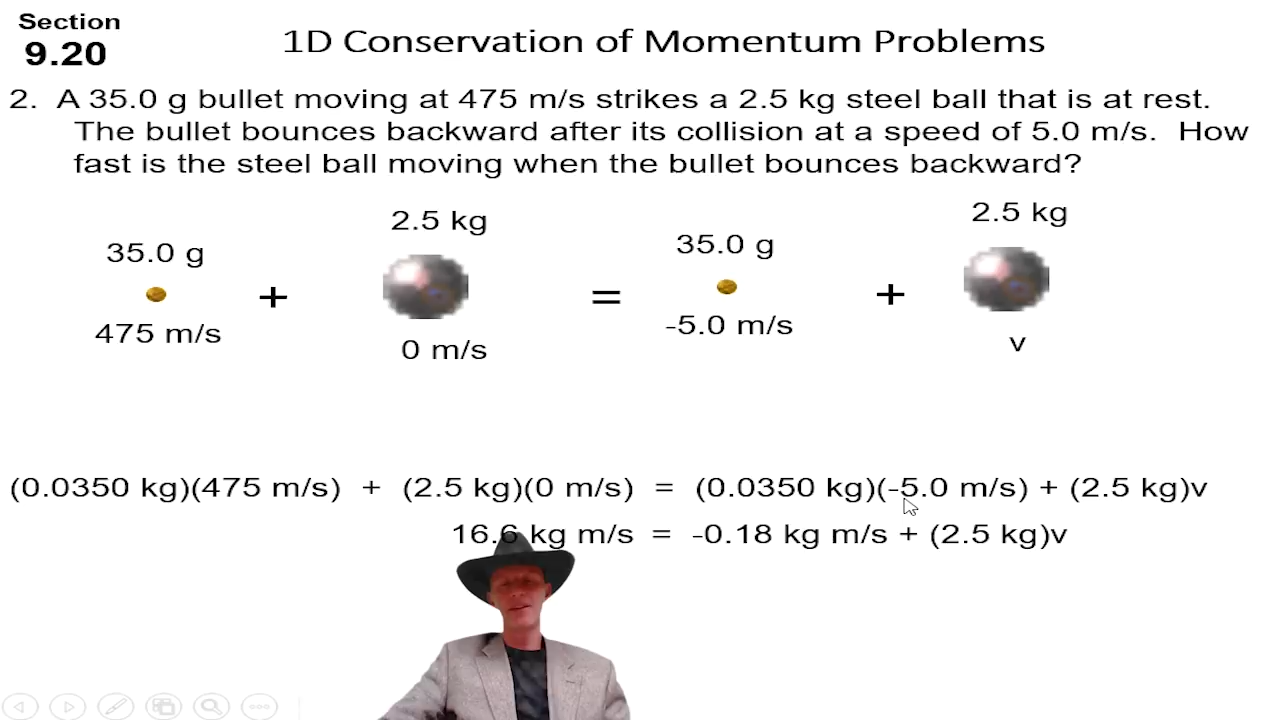 Section
9.20
1D Conservation of Momentum Problems
2. A 35.0 g bullet moving at 475 m/s strikes a 2.5 kg steel ball that is at rest.
The bullet bounces backward after its collision at a speed of 5.0 m/s. How
fast is the steel ball moving when the bullet bounces backward?
35.0 g
2.5 kg
35.0 g
2.5 kg
+ = +
475 m/s
0 m/s
-5.0 m/s
v
(0.0350 kg)(475 m/s) + (2.5 kg)(0 m/s) = (0.0350 kg)(-5.0 m/s) + (2.5 kg)v
16.6 kg m/s = -0.18 kg m/s + (2.5 kg)v